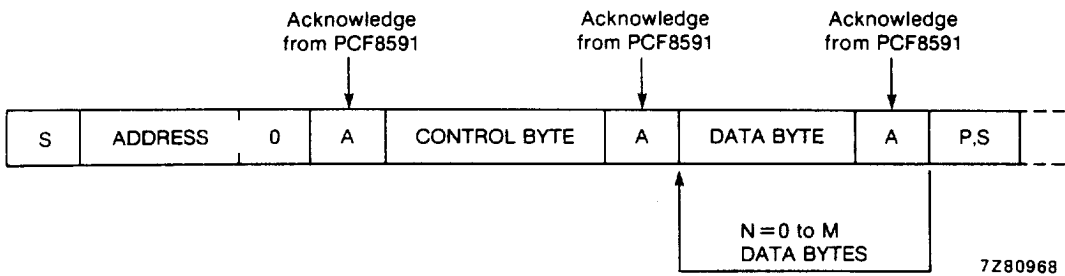 Acknowledge
from PCF8591
Acknowledge
from PCF8591
Acknowledge
from PCF8591
S ADDRESS 0 A CONTROL BYTE A DATA BYTE A P,S
N=0 to M
DATA BYTES
7Z80968